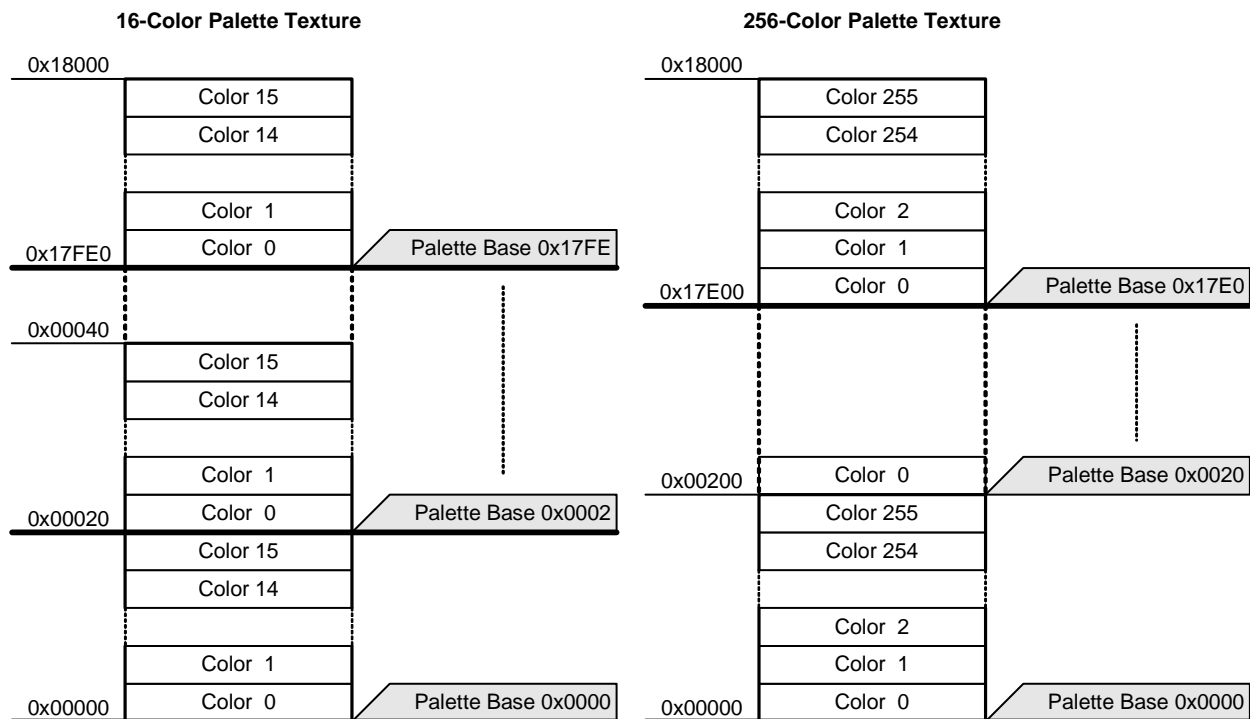 16-Color Palette Texture
0x18000
Color 15
Color 14
Color 1
Color 0
0x17FE0
Palette Base 0x17FE
0x00040
Color 15
Color 14
Color 1
Color 0
0x00020
Palette Base 0x0002
Color 15
Color 14
Color 1
Color 0
0x00000
Palette Base 0x0000
256-Color Palette Texture
0x18000
Color 255
Color 254
Color 2
Color 1
Color 0
0x17E00
Palette Base 0x17E0
Color 0
0x00200
Palette Base 0x0020
Color 255
Color 254
Color 2
Color 1
Color 0
0x00000
Palette Base 0x0000